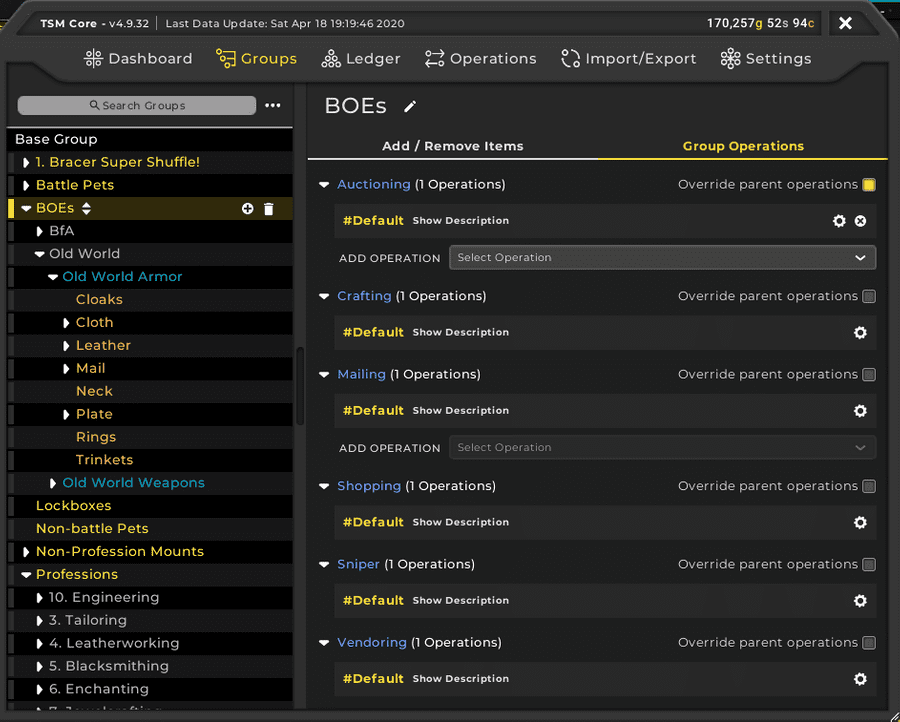 TSM Core - v4.9.32 | Last Data Update: Sat Apr 18 19:19:46 2020
170,257g 52s 94c
Dashboard Groups Ledger Operations Import/Export Settings
Search Groups
Base Group
1. Bracer Super Shuffle!
Battle Pets
BOEs
BfA
Old World
Old World Armor
Cloaks
Cloth
Leather
Mail
Neck
Plate
Rings
Trinkets
Old World Weapons
Lockboxes
Non-battle Pets
Non-Profession Mounts
Professions
10. Engineering
3. Tailoring
4. Leatherworking
5. Blacksmithing
6. Enchanting
BOEs
Add / Remove Items Group Operations
Auctioning (1 Operations) Override parent operations
#Default Show Description
ADD OPERATION Select Operation
Crafting (1 Operations) Override parent operations
#Default Show Description
Mailing (1 Operations) Override parent operations
#Default Show Description
ADD OPERATION Select Operation
Shopping (1 Operations) Override parent operations
#Default Show Description
Sniper (1 Operations) Override parent operations
#Default Show Description
Vendoring (1 Operations) Override parent operations
#Default Show Description